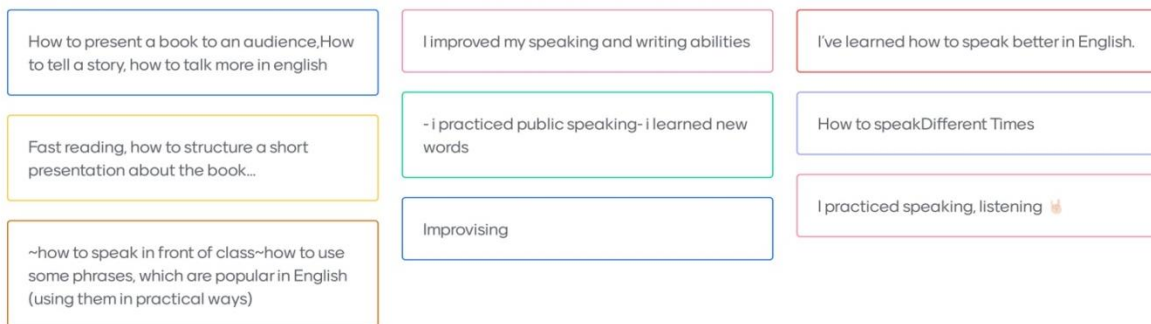 How to present a book to an audience,How
to tell a story, how to talk more in english
Fast reading, how to structure a short
presentation about the book...
~how to speak in front of class~how to use
some phrases, which are popular in English
(using them in practical ways)
I improved my speaking and writing abilities
- i practiced public speaking- i learned new
words
Improvising
I've learned how to speak better in English.
How to speakDifferent Times
I practiced speaking, listening 🤘🏻